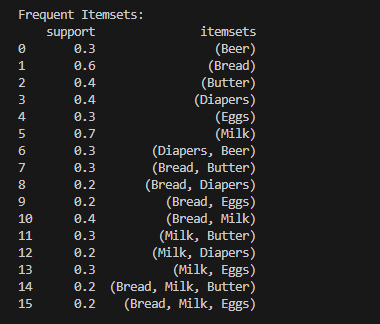 Frequent Itemsets:
support itemsets
0 0.3 (Beer)
1 0.6 (Bread)
2 0.4 (Butter)
3 0.4 (Diapers)
4 0.3 (Eggs)
5 0.7 (Milk)
6 0.3 (Diapers, Beer)
7 0.3 (Bread, Butter)
8 0.2 (Bread, Diapers)
9 0.2 (Bread, Eggs)
10 0.4 (Bread, Milk)
11 0.3 (Milk, Butter)
12 0.2 (Milk, Diapers)
13 0.3 (Milk, Eggs)
14 0.2 (Bread, Milk, Butter)
15 0.2 (Bread, Milk, Eggs)